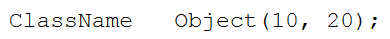 ClassName   Object(10, 20);